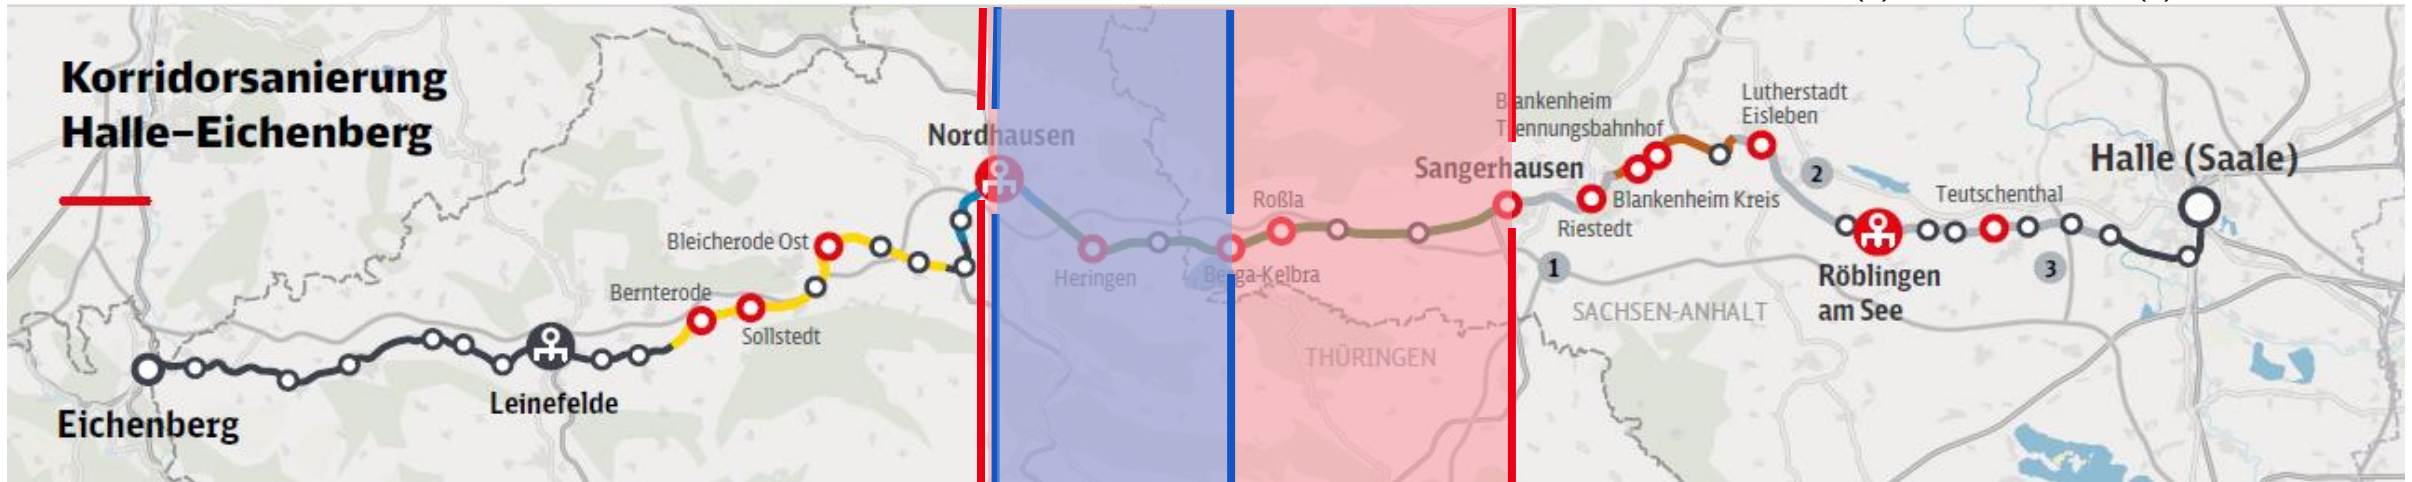 Korridorsanierung
Halle–Eichenberg
Eichenberg
Leinefelde
Bernterode
Sollstedt
Bleicherode Ost
Nordhausen
Heringen
Berga-Kelbra
Roßla
Sangerhausen
Blankenheim
Trennungsbahnhof
Riestedt
Blankenheim Kreis
Lutherstadt
Eisleben
Röblingen
am See
Teutschenthal
Halle (Saale)
1
2
3
SACHSEN-ANHALT
THÜRINGEN